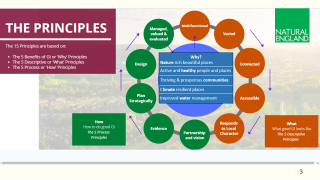 THE PRINCIPLES
The 15 Principles are based on:
• The 5 Benefits of GI or 'Why' Principles
• The 5 Descriptive or 'What' Principles
• The 5 Process or 'How' Principles
Managed,
valued &
evaluated
Multifunctional
Varied
Connected
Accessible
Responds
to Local
Character
Partnership
and vision
Evidence
Plan
Strategically
Design
Why?
Nature rich beautiful places
Active and healthy people and places
Thriving & prosperous communities
Climate resilient places
Improved water management
NATURAL
ENGLAND
How
How to do good GI
The 5 Process
Principles
What
What good GI looks like
The 5 Descriptive
Principles
3